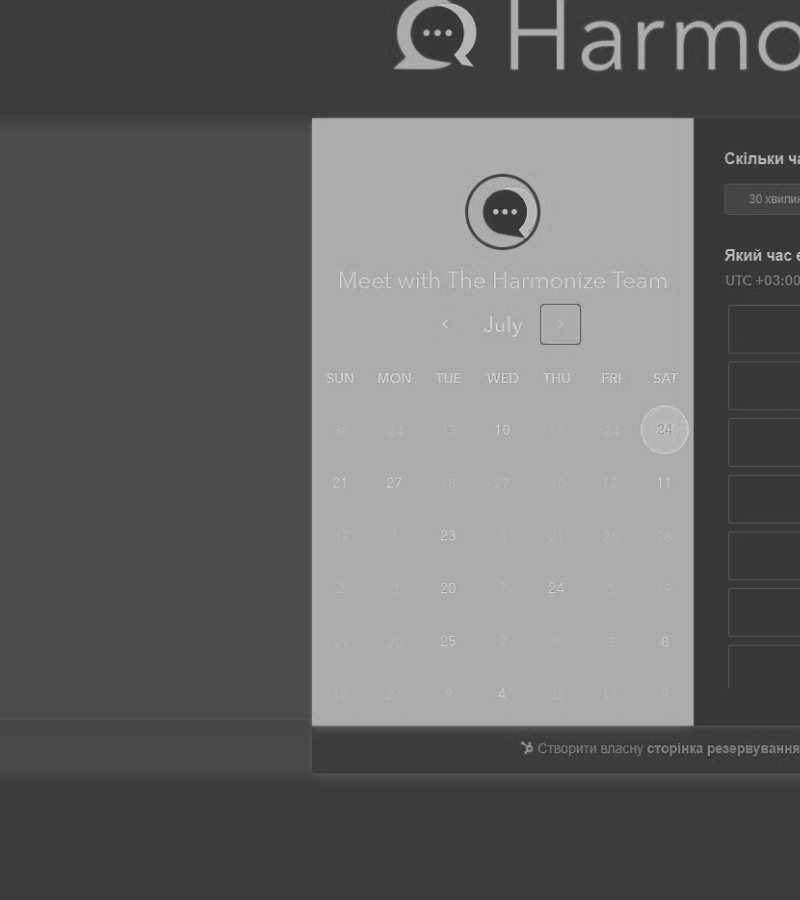 Harmo
Скільки ча
30 хвилин
Який час є
UTC +03:00
Meet with The Harmonize Team
July
SUN MON TUE WED THU FRI SAT
30 24 13 10 11 24 24
21 27 18 27 10 12 11
17 1 23 3 21 26 28
2 3 20 7 24 3 19
29 20 25 2 8 3 8
12 27 9 4 22 11 9
Створити власну сторінка резервування